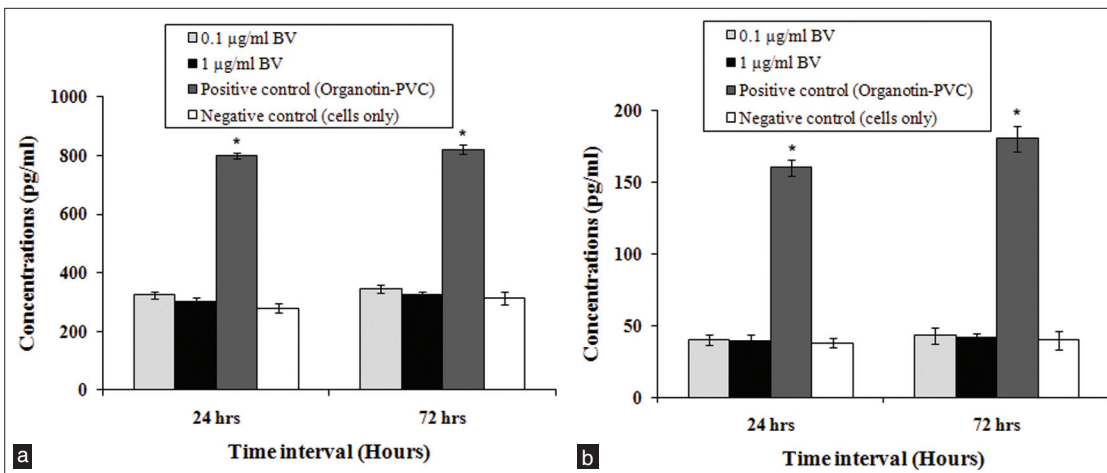 0.1 µg/ml BV
1 µg/ml BV
Positive control (Organotin-PVC)
Negative control (cells only)
Concentrations (pg/ml)
1000
800
600
400
200
0
*
*
24 hrs
72 hrs
Time interval (Hours)
a
0.1 µg/ml BV
1 µg/ml BV
Positive control (Organotin-PVC)
Negative control (cells only)
Concentrations (pg/ml)
200
150
100
50
0
*
*
24 hrs
72 hrs
Time interval (Hours)
b